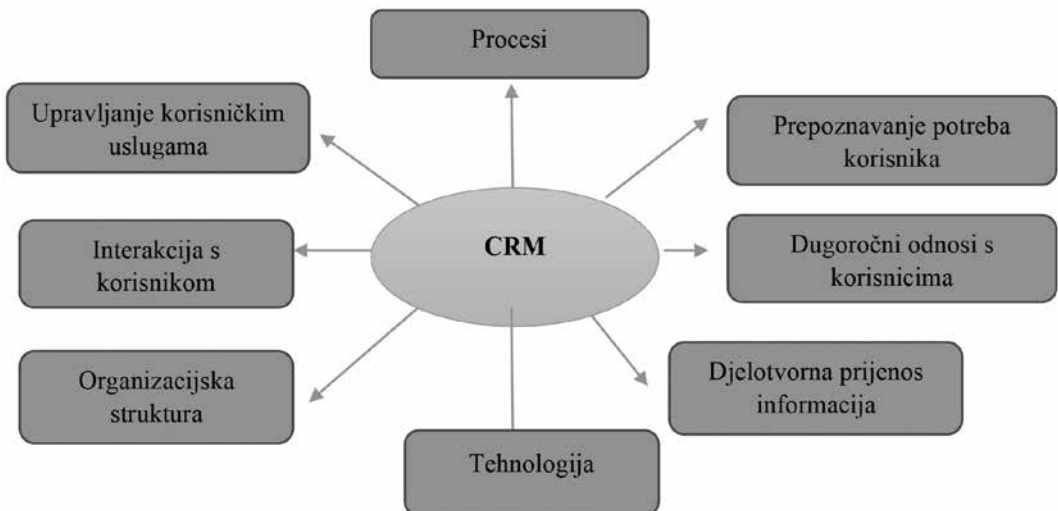 Procesi
Upravljanje korisničkim
uslugama
Prepoznavanje potreba
korisnika
Interakcija s
korisnikom
CRM
Dugoročni odnosi s
korisnicima
Organizacijska
struktura
Djelotvorna prijenos
informacija
Tehnologija